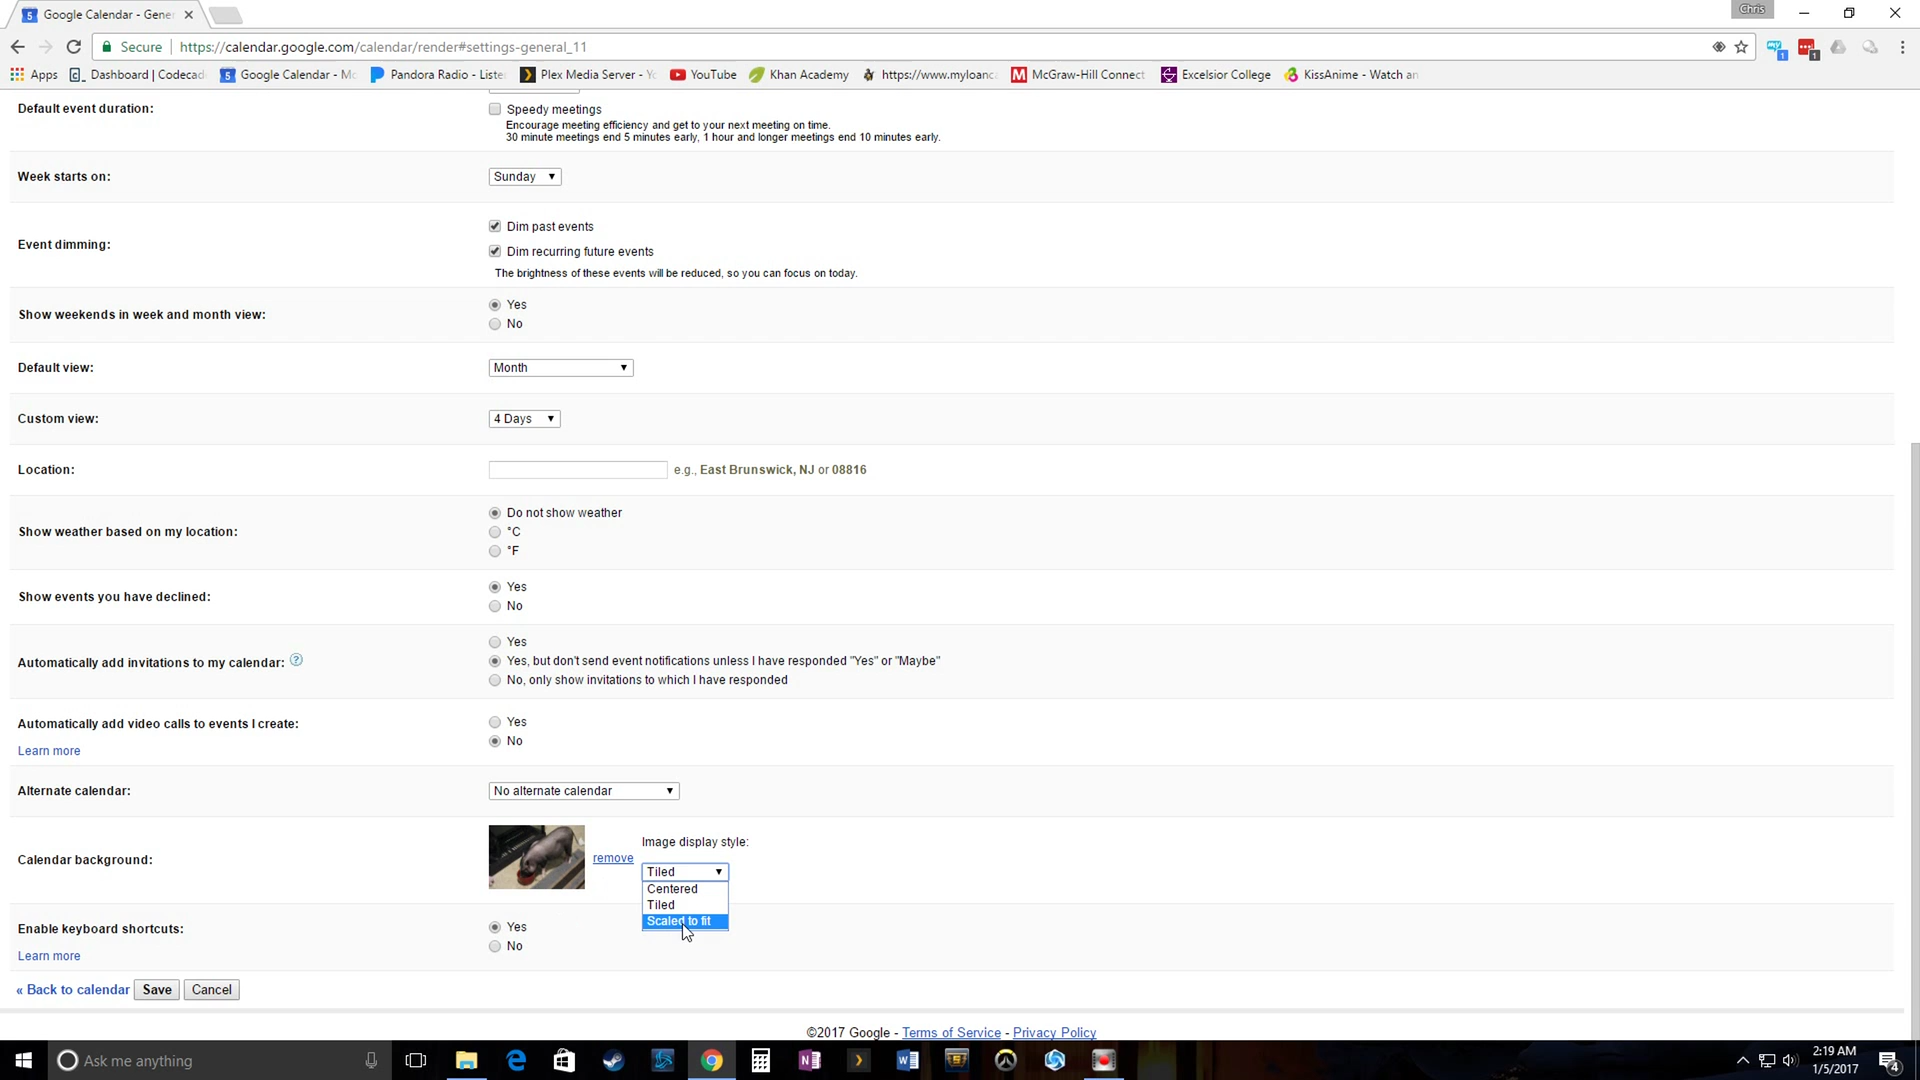 Google Calendar - Gene
Chris
Secure
https://calendar.google.com/calendar/render#settings-general_11
Apps
Dashboard | Codecad
Google Calendar - Mo
Pandora Radio - Liste
Plex Media Server - Yo
YouTube
Khan Academy
https://www.myloanc
McGraw-Hill Connect
Excelsior College
KissAnime - Watch an
Default event duration:
Speedy meetings
Encourage meeting efficiency and get to your next meeting on time.
30 minute meetings end 5 minutes early, 1 hour and longer meetings end 10 minutes early.
Week starts on:
Sunday
Event dimming:
Dim past events
Dim recurring future events
The brightness of these events will be reduced, so you can focus on today.
Show weekends in week and month view:
Yes
No
Default view:
Month
Custom view:
4 Days
Location:
e.g., East Brunswick, NJ or 08816
Show weather based on my location:
Do not show weather
°C
°F
Show events you have declined:
Yes
No
Automatically add invitations to my calendar: ?
Yes
Yes, but don't send event notifications unless I have responded "Yes" or "Maybe"
No, only show invitations to which I have responded
Automatically add video calls to events I create:
Learn more
Yes
No
Alternate calendar:
No alternate calendar
Calendar background:
remove
Image display style:
Tiled
Centered
Tiled
Scaled to fit
Enable keyboard shortcuts:
Learn more
Yes
No
« Back to calendar
Save
Cancel
©2017 Google - Terms of Service - Privacy Policy
Ask me anything
2:19 AM
1/5/2017
4